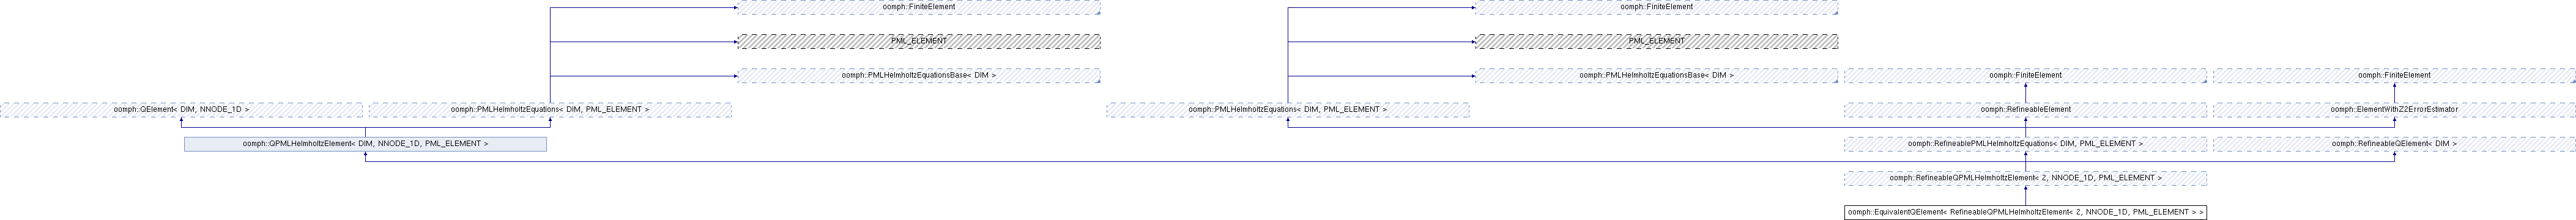 oomph::FiniteElement
oomph::FiniteElement
PML_ELEMENT
PML_ELEMENT
oomph::PMLHelmholtzEquationsBase< DIM >
oomph::PMLHelmholtzEquationsBase< DIM >
oomph::FiniteElement
oomph::FiniteElement
oomph::QElement< DIM, NNODE_1D >
oomph::PMLHelmholtzEquations< DIM, PML_ELEMENT >
oomph::PMLHelmholtzEquations< DIM, PML_ELEMENT >
oomph::RefineableElement
oomph::ElementWithZ2ErrorEstimator
oomph::QPMLHelmholtzElement< DIM, NNODE_1D, PML_ELEMENT >
oomph::RefineablePMLHelmholtzEquations< DIM, PML_ELEMENT >
oomph::RefineableQElement< DIM >
oomph::RefineableQPMLHelmholtzElement< 2, NNODE_1D, PML_ELEMENT >
oomph::EquivalentQElement< RefineableQPMLHelmholtzElement< 2, NNODE_1D, PML_ELEMENT > >